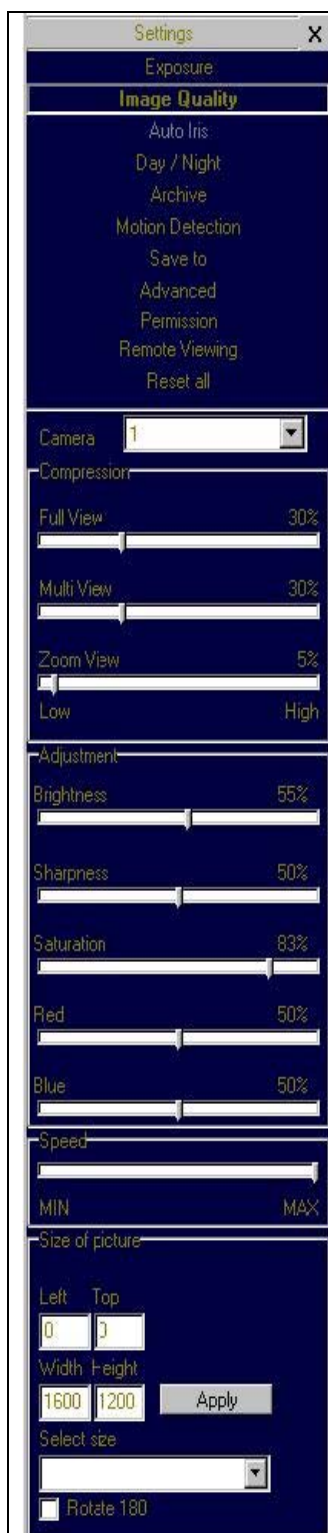 Settings X
Exposure
Image Quality
Auto Iris
Day / Night
Archive
Motion Detection
Save to
Advanced
Permission
Remote Viewing
Reset all
Camera 1
Compression
Full View 30%
Multi View 30%
Zoom View 5%
Low High
Adjustment
Brightness 55%
Sharpness 50%
Saturation 83%
Red 50%
Blue 50%
Speed
MIN MAX
Size of picture
Left Top
0 0
Width Height
1600 1200 Apply
Select size
Rotate 180